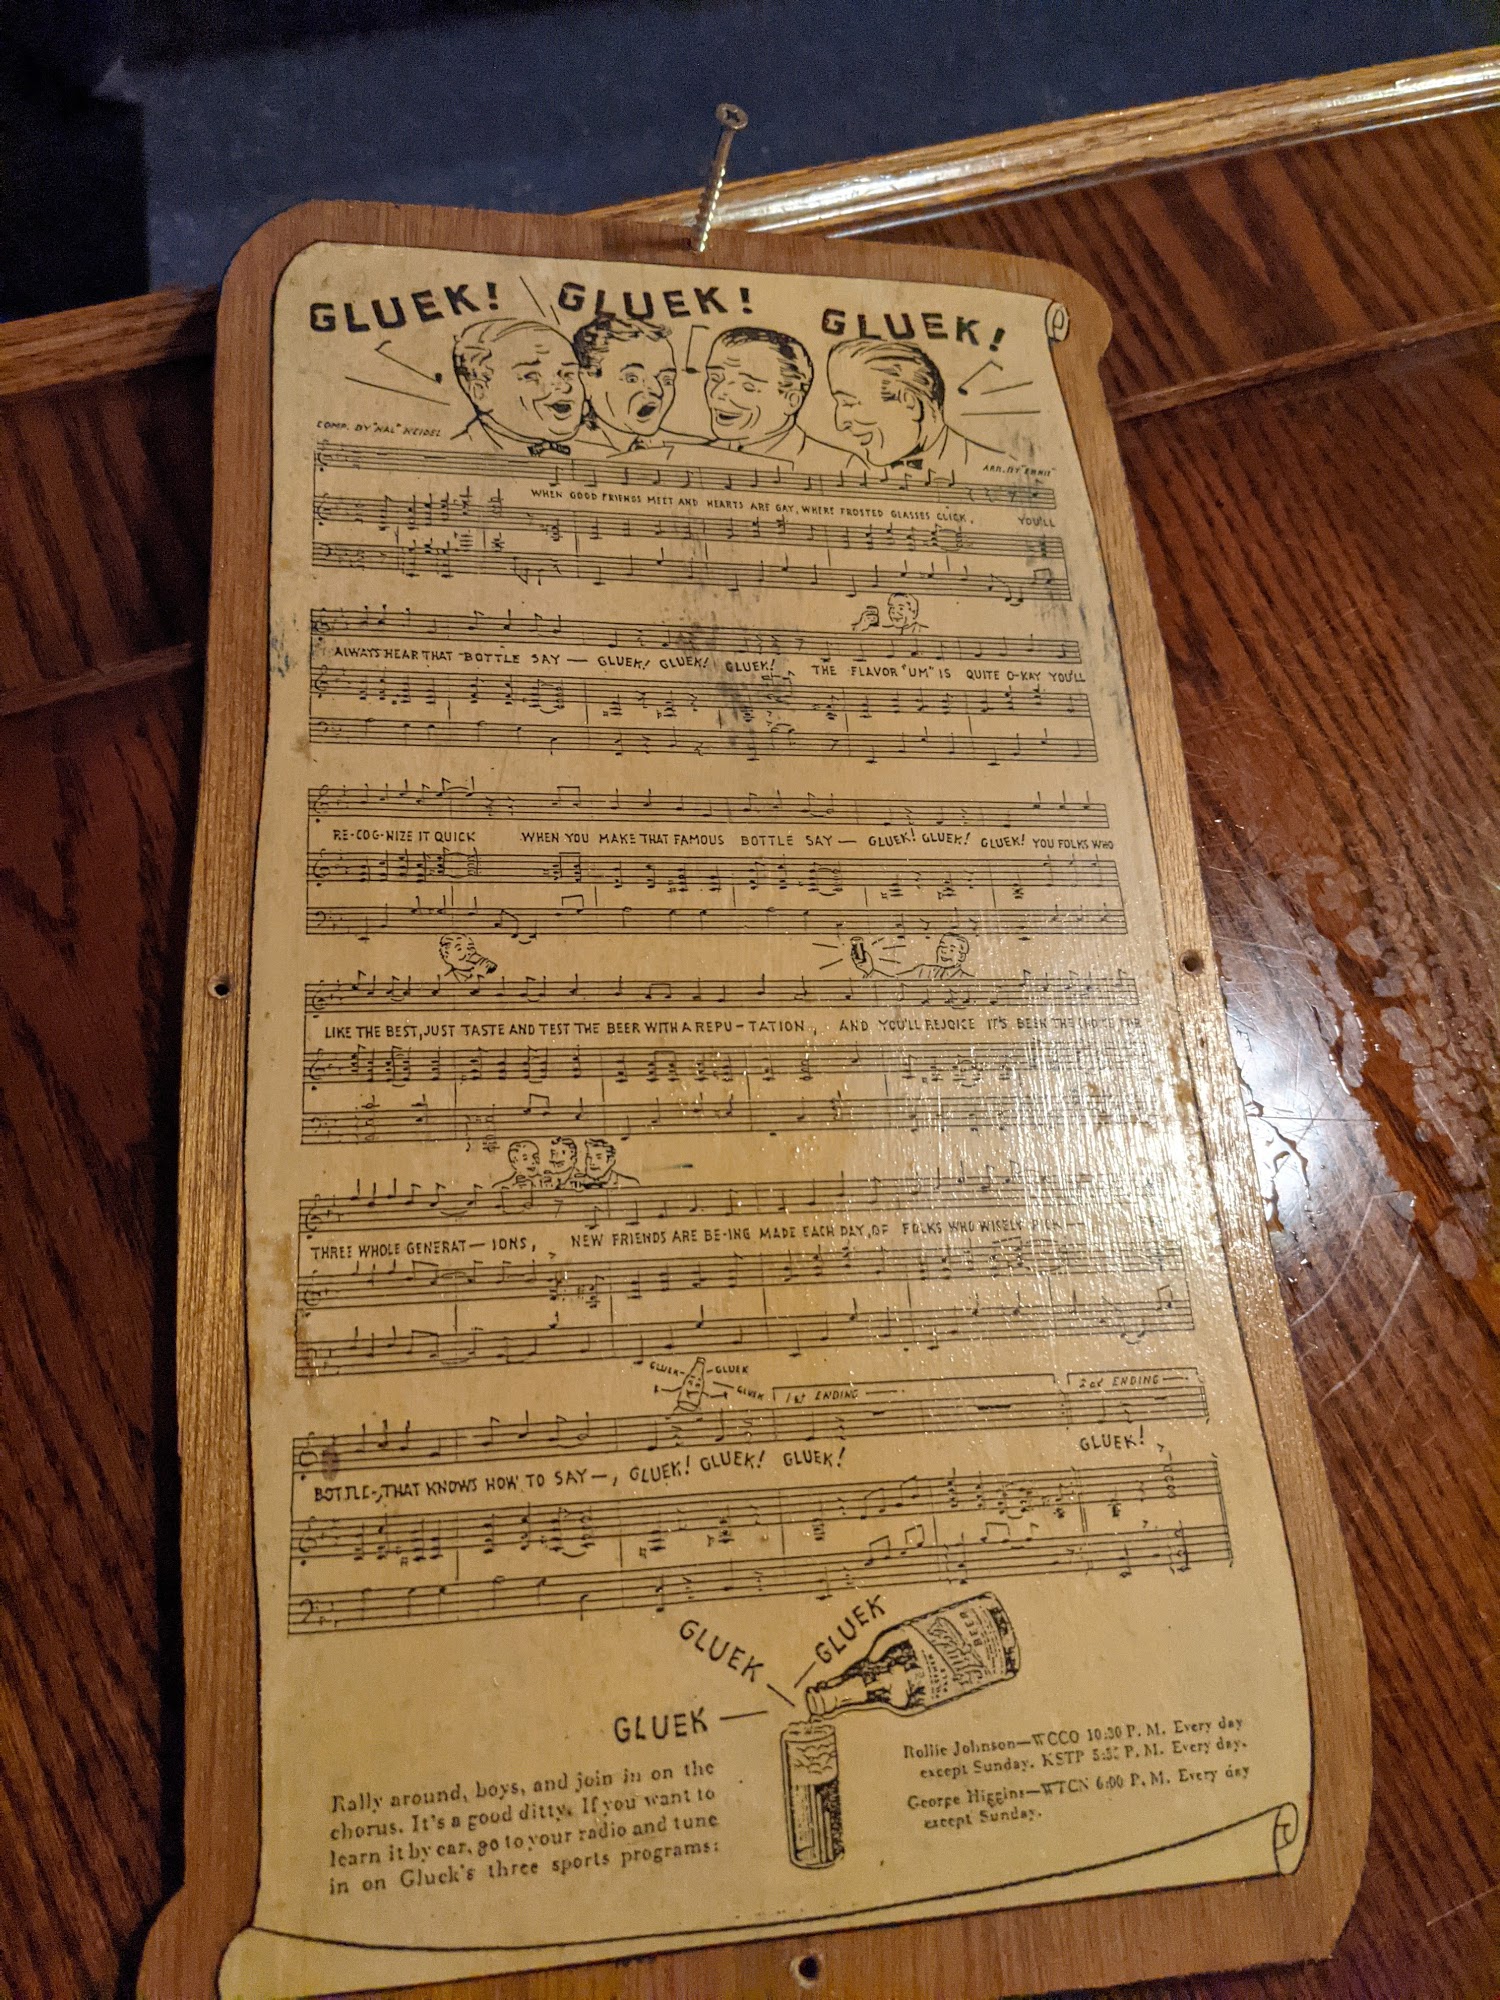 GLUEK! GLUEK! GLUEK!
COMP. BY "HAL" KEIDEL
ARR. BY "ERNIE"
WHEN GOOD FRIENDS MEET AND HEARTS ARE GAY, WHERE FROSTED GLASSES CLICK, YOU'LL
ALWAYS HEAR THAT BOTTLE SAY — GLUEK! GLUEK! GLUEK! THE FLAVOR "UM" IS QUITE O-KAY YOU'LL
RE-COG-NIZE IT QUICK WHEN YOU MAKE THAT FAMOUS BOTTLE SAY — GLUEK! GLUEK! GLUEK! YOU FOLKS WHO
LIKE THE BEST, JUST TASTE AND TEST THE BEER WITH A REPU-TATION, AND YOU'LL REJOICE IT'S BEEN THE CHOICE FOR
THREE WHOLE GENERAT-IONS, NEW FRIENDS ARE BE-ING MADE EACH DAY, OF FOLKS WHO WISELY PICK —
GLUEK GLUEK
GLUEK
1st ENDING
2nd ENDING
BOTTLE-, THAT KNOWS HOW TO SAY —, GLUEK! GLUEK! GLUEK! GLUEK!
GLUEK GLUEK
GLUEK
BEER
Rally around, boys, and join in on the
chorus. It's a good ditty. If you want to
learn it by ear, go to your radio and tune
in on Gluek's three sports programs:
Rollie Johnson—WCCO 10:30 P. M. Every day
except Sunday. KSTP P. M. Every day.
George Higgins—WTCN 6:00 P. M. Every day
except Sunday.